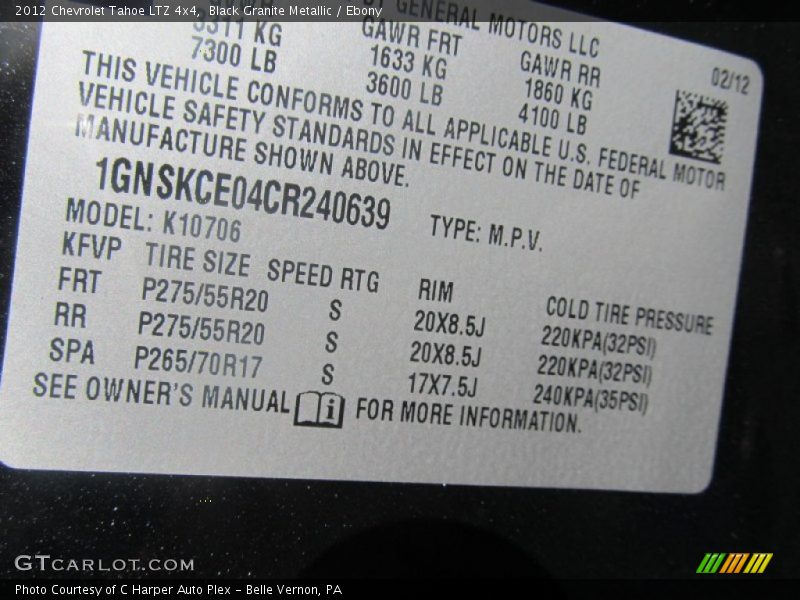 2012 Chevrolet Tahoe LTZ 4x4, Black Granite Metallic / Ebony
GENERAL MOTORS LLC
3311 KG GAWR FRT GAWR RR
7300 LB 1633 KG 1860 KG 02/12
3600 LB 4100 LB
THIS VEHICLE CONFORMS TO ALL APPLICABLE U.S. FEDERAL MOTOR
VEHICLE SAFETY STANDARDS IN EFFECT ON THE DATE OF
MANUFACTURE SHOWN ABOVE.
1GNSKCE04CR240639 TYPE: M.P.V.
MODEL: K10706
KFVP TIRE SIZE SPEED RTG RIM COLD TIRE PRESSURE
FRT P275/55R20 S 20X8.5J 220KPA(32PSI)
RR P275/55R20 S 20X8.5J 220KPA(32PSI)
SPA P265/70R17 S 17X7.5J 240KPA(35PSI)
SEE OWNER'S MANUAL i FOR MORE INFORMATION.
GTCARLOT.COM
Photo Courtesy of C Harper Auto Plex - Belle Vernon, PA